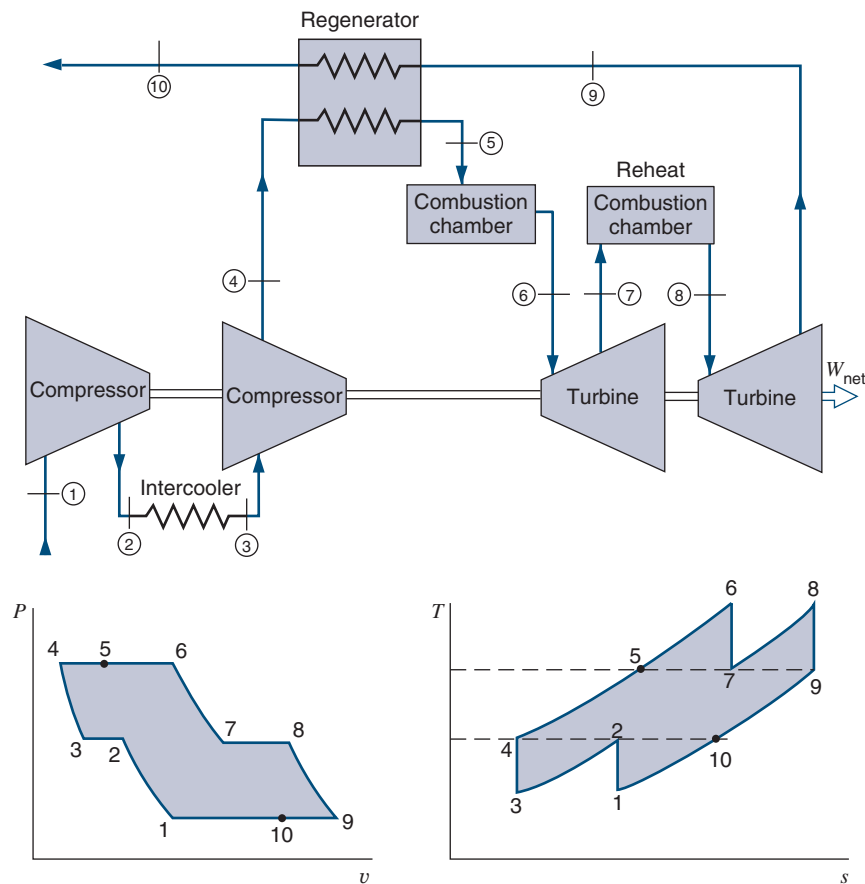 Regenerator
⑩
⑨
⑤
Reheat
Combustion
chamber
Combustion
chamber
④
⑥
⑦
⑧
Compressor
Compressor
Turbine
Turbine
Wnet
①
Intercooler
②
③
P
4
5
6
3
2
7
8
1
10
9
v
T
6
8
5
7
9
4
2
10
3
1
s